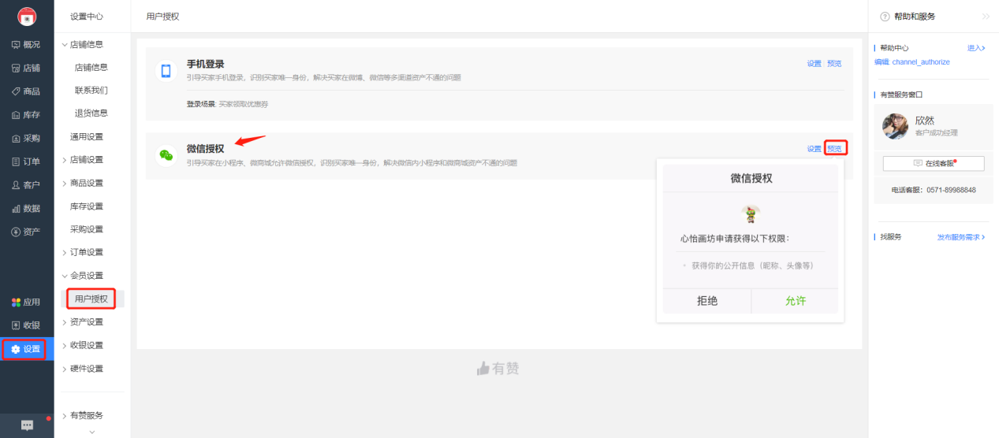 概况
店铺
商品
库存
采购
订单
客户
数据
资产
应用
收银
设置
设置中心
店铺信息
店铺信息
联系我们
退货信息
通用设置
店铺设置
商品设置
库存设置
采购设置
订单设置
会员设置
用户授权
资产设置
收银设置
硬件设置
有赞服务
用户授权
手机登录
设置 预览
引导买家手机登录，识别买家唯一身份，解决买家在微博、微信等多渠道资产不通的问题
登录场景: 买家领取优惠券
微信授权
设置 预览
引导买家在小程序、微商城允许微信授权，识别买家唯一身份，解决微信内小程序和微商城资产不通的问题
微信授权
心怡画坊申请获得以下权限：
获得你的公开信息（昵称、头像等）
拒绝
允许
有赞
帮助和服务
帮助中心
进入
编辑: channel_authorize
有赞服务窗口
欣然
客户成功经理
在线客服
电话客服：0571-89988848
找服务
发布服务需求